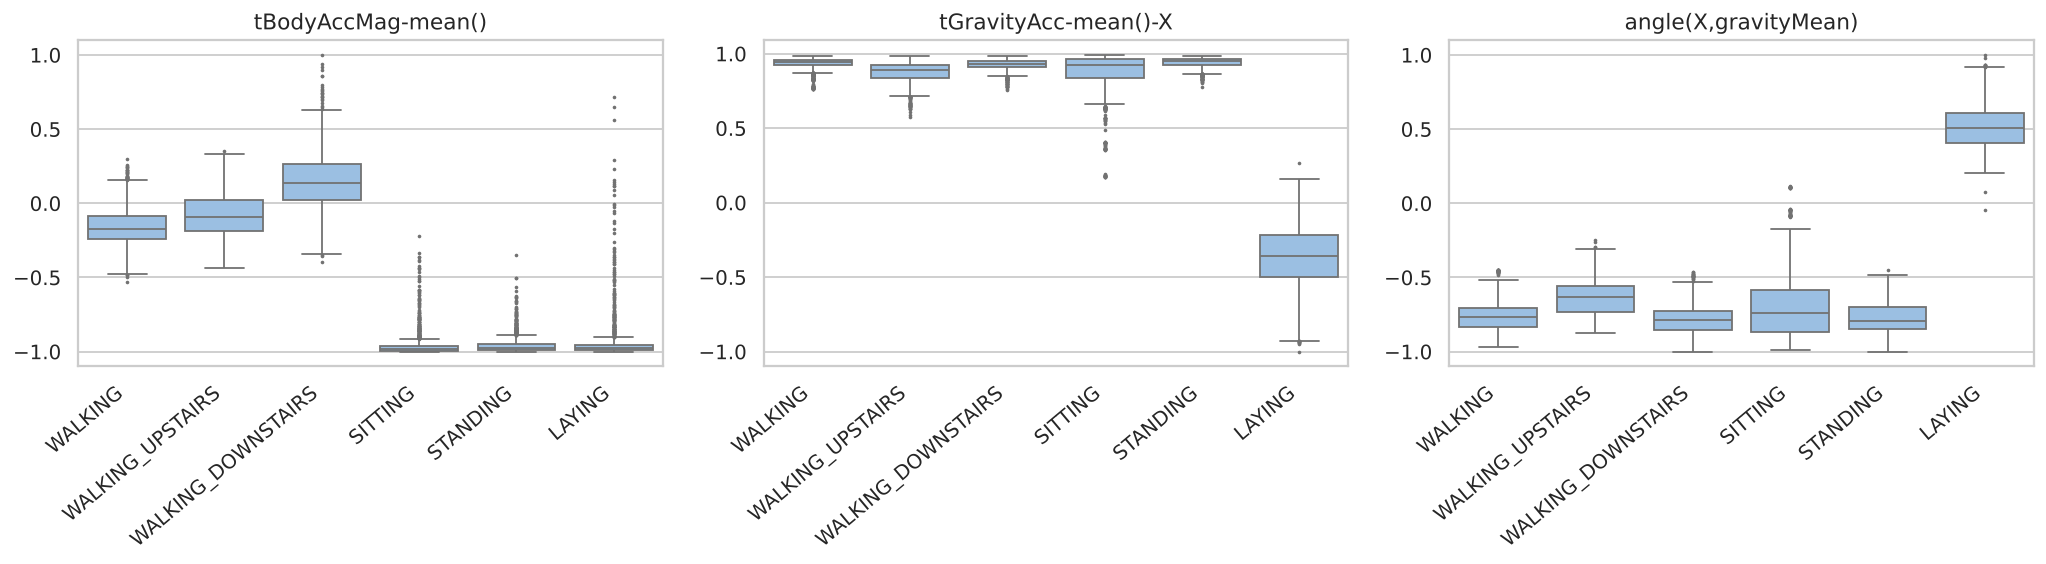 tBodyAccMag-mean()
1.0
0.5
0.0
−0.5
−1.0
WALKING
WALKING_UPSTAIRS
WALKING_DOWNSTAIRS
SITTING
STANDING
LAYING
tGravityAcc-mean()-X
1.0
0.5
0.0
−0.5
−1.0
WALKING
WALKING_UPSTAIRS
WALKING_DOWNSTAIRS
SITTING
STANDING
LAYING
angle(X,gravityMean)
1.0
0.5
0.0
−0.5
−1.0
WALKING
WALKING_UPSTAIRS
WALKING_DOWNSTAIRS
SITTING
STANDING
LAYING